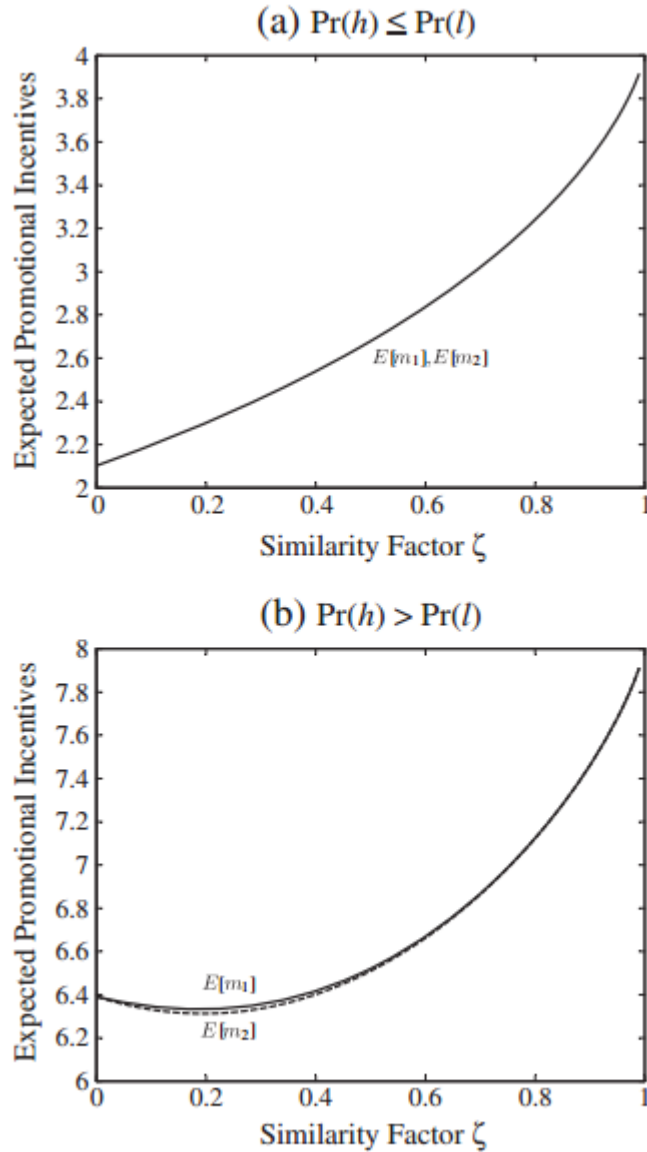 (a) Pr(h) ≤ Pr(l)
Expected Promotional Incentives
4
3.8
3.6
3.4
3.2
3
2.8
2.6
2.4
2.2
2
E[m₁],E[m₂]
0 0.2 0.4 0.6 0.8 1
Similarity Factor ζ
(b) Pr(h) > Pr(l)
Expected Promotional Incentives
8
7.8
7.6
7.4
7.2
7
6.8
6.6
6.4
6.2
6
E[m₁]
E[m₂]
0 0.2 0.4 0.6 0.8 1
Similarity Factor ζ